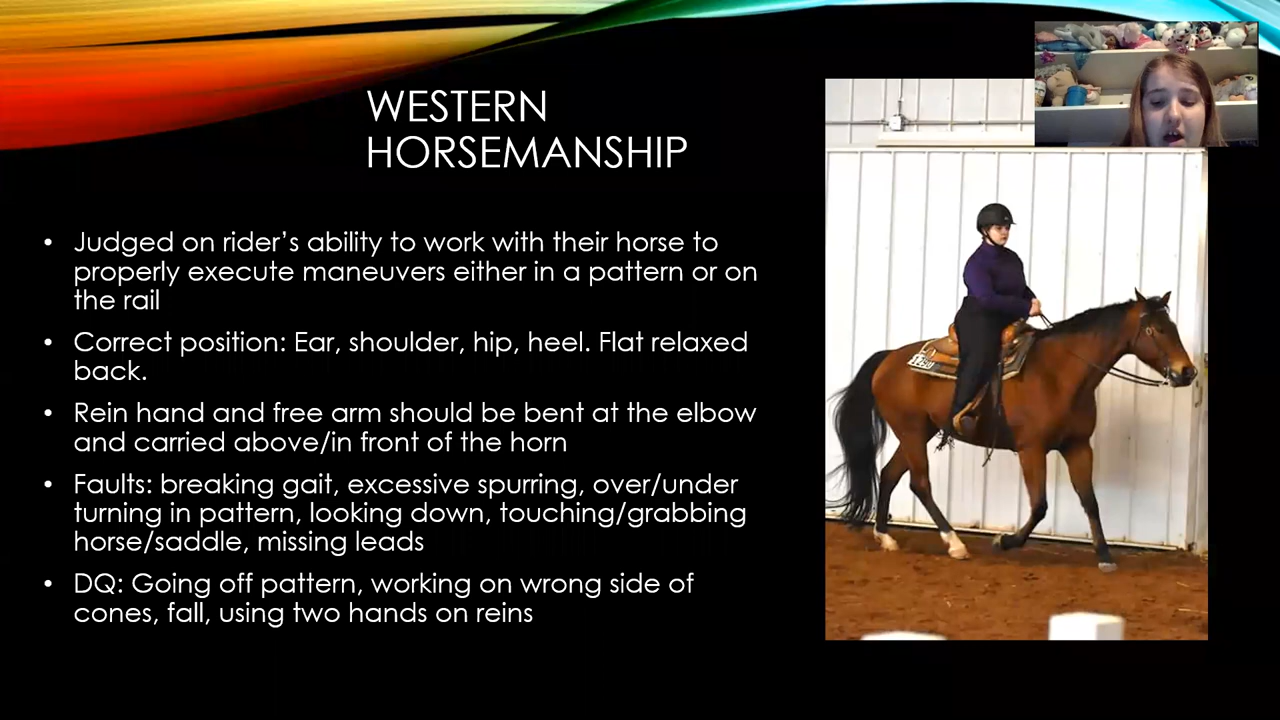 WESTERN
HORSEMANSHIP
• Judged on rider's ability to work with their horse to
properly execute maneuvers either in a pattern or on
the rail
• Correct position: Ear, shoulder, hip, heel. Flat relaxed
back.
• Rein hand and free arm should be bent at the elbow
and carried above/in front of the horn
• Faults: breaking gait, excessive spurring, over/under
turning in pattern, looking down, touching/grabbing
horse/saddle, missing leads
• DQ: Going off pattern, working on wrong side of
cones, fall, using two hands on reins